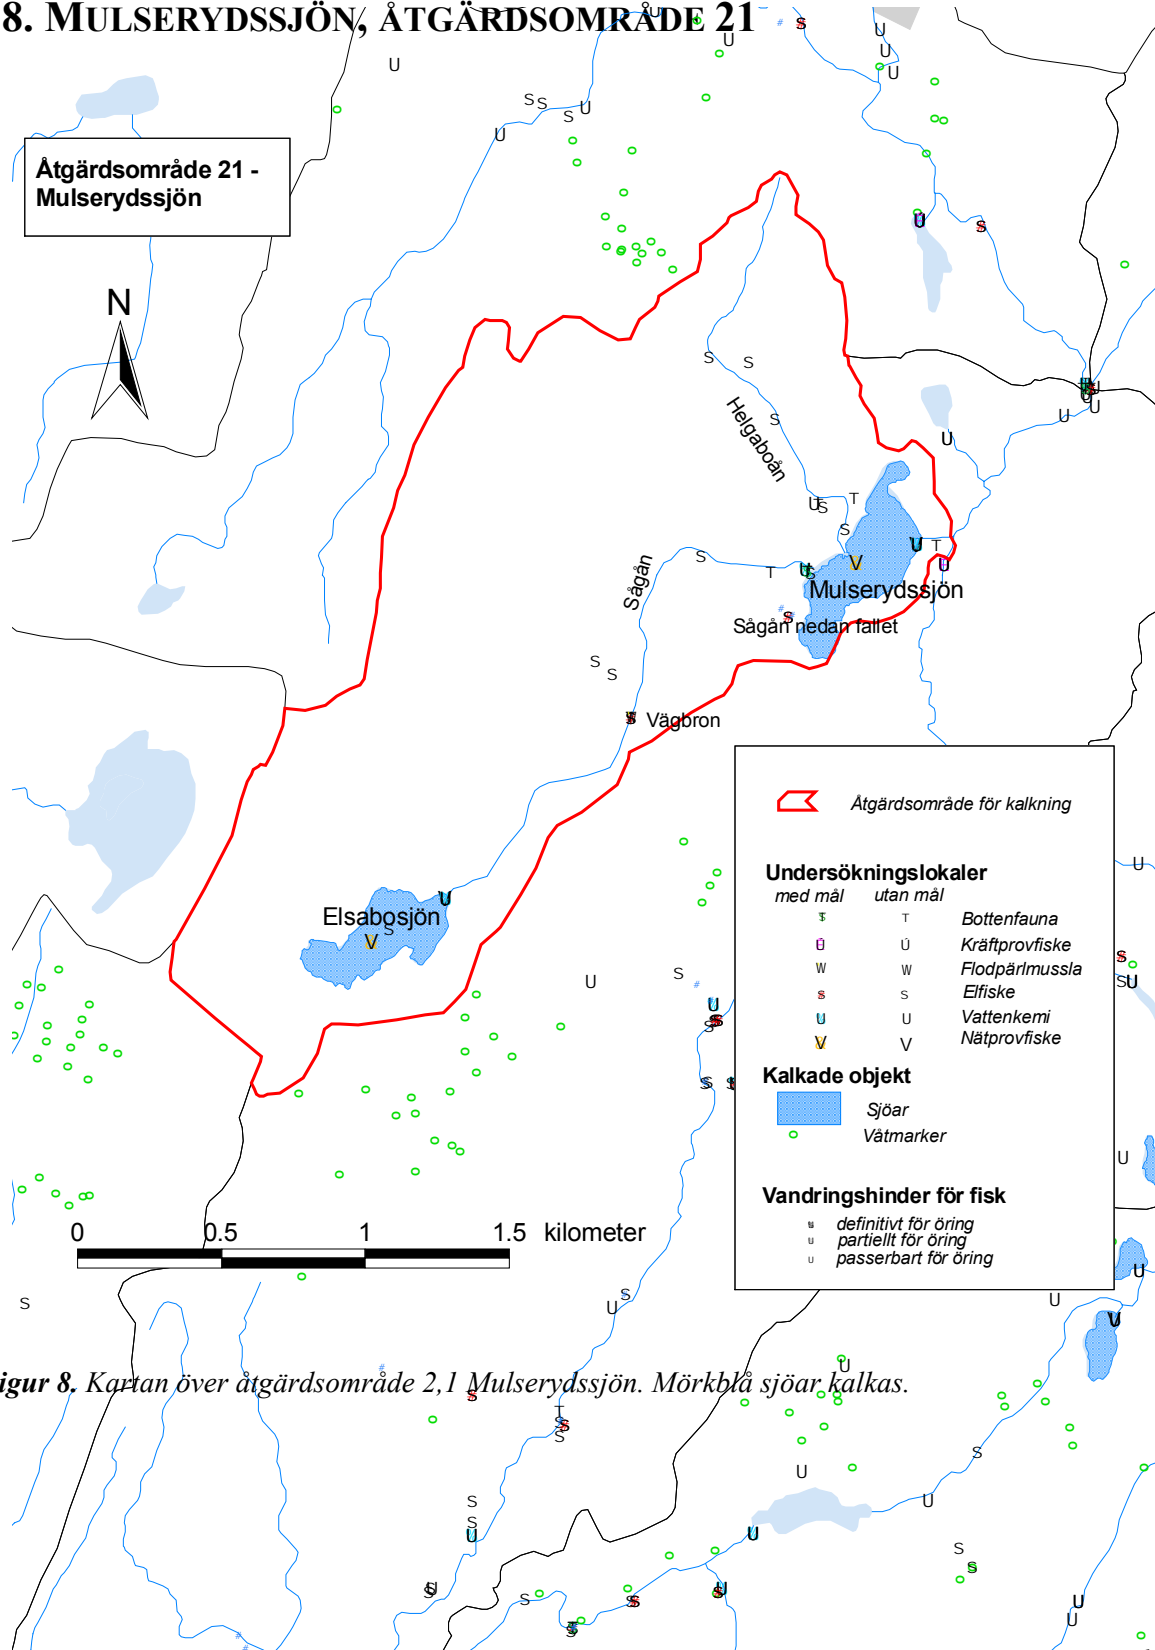 8. MULSERYDSSJÖN, ÅTGÄRDSOMRÅDE 21
Åtgärdsområde 21 -
Mulserydssjön
N
Helgaboån
Sågån
Mulserydssjön
Sågån nedan fallet
Vägbron
Elsabosjön
Åtgärdsområde för kalkning
Undersökningslokaler
med mål utan mål
S T Bottenfauna
U U Kräftprovfiske
W W Flodpärlmussla
S S Elfiske
U U Vattenkemi
V V Nätprovfiske
Kalkade objekt
Sjöar
Våtmarker
Vandringshinder för fisk
U definitivt för öring
U partiellt för öring
U passerbart för öring
0 0.5 1 1.5 kilometer
igur 8. Kartan över åtgärdsområde 2,1 Mulserydssjön. Mörkblå sjöar kalkas.